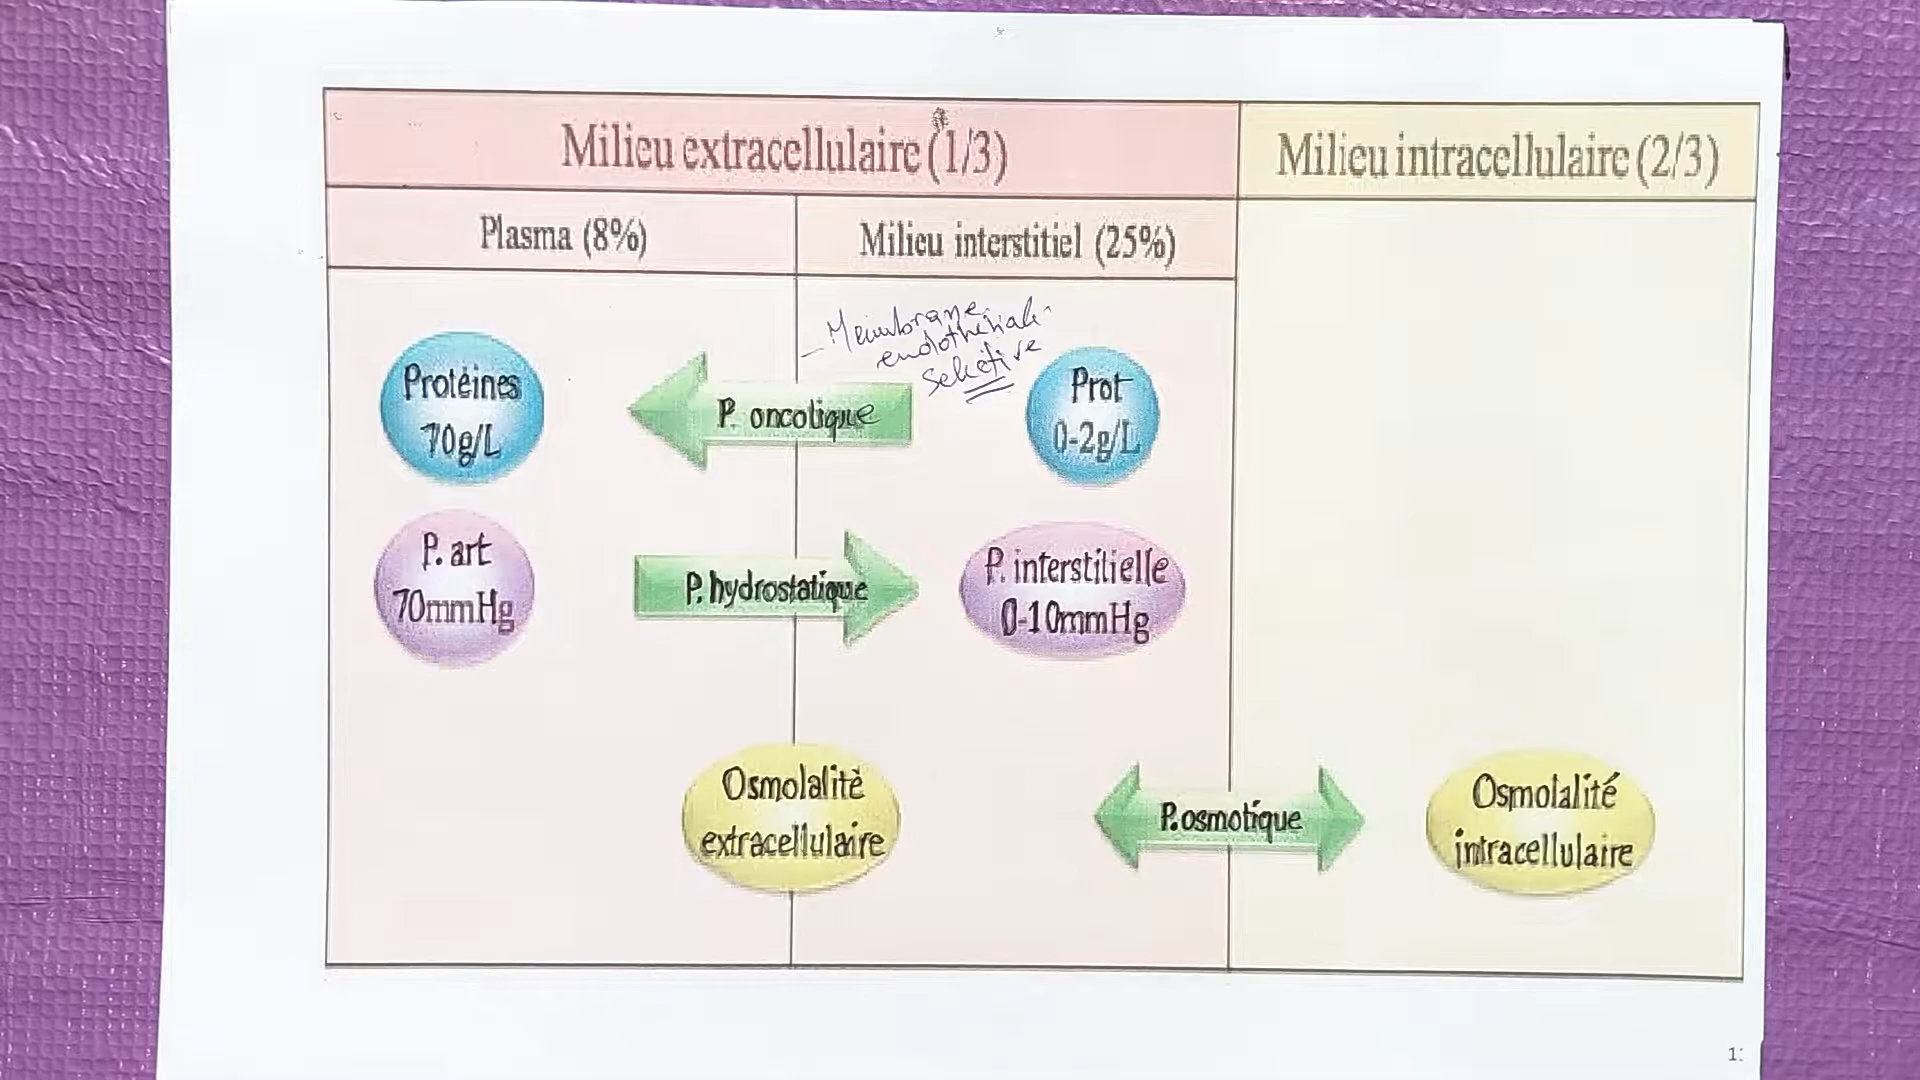 Milieu extracellulaire (1/3)
Milieu intracellulaire (2/3)
Plasma (8%)
Milieu interstitiel (25%)
_ Membrane
endothéliale
sélective
Protéines
70g/L
P. oncotique
Prot
0-2g/L
P. art
70mmHg
P. hydrostatique
P. interstitielle
0-10mmHg
Osmolalité
extracellulaire
P. osmotique
Osmolalité
intracellulaire